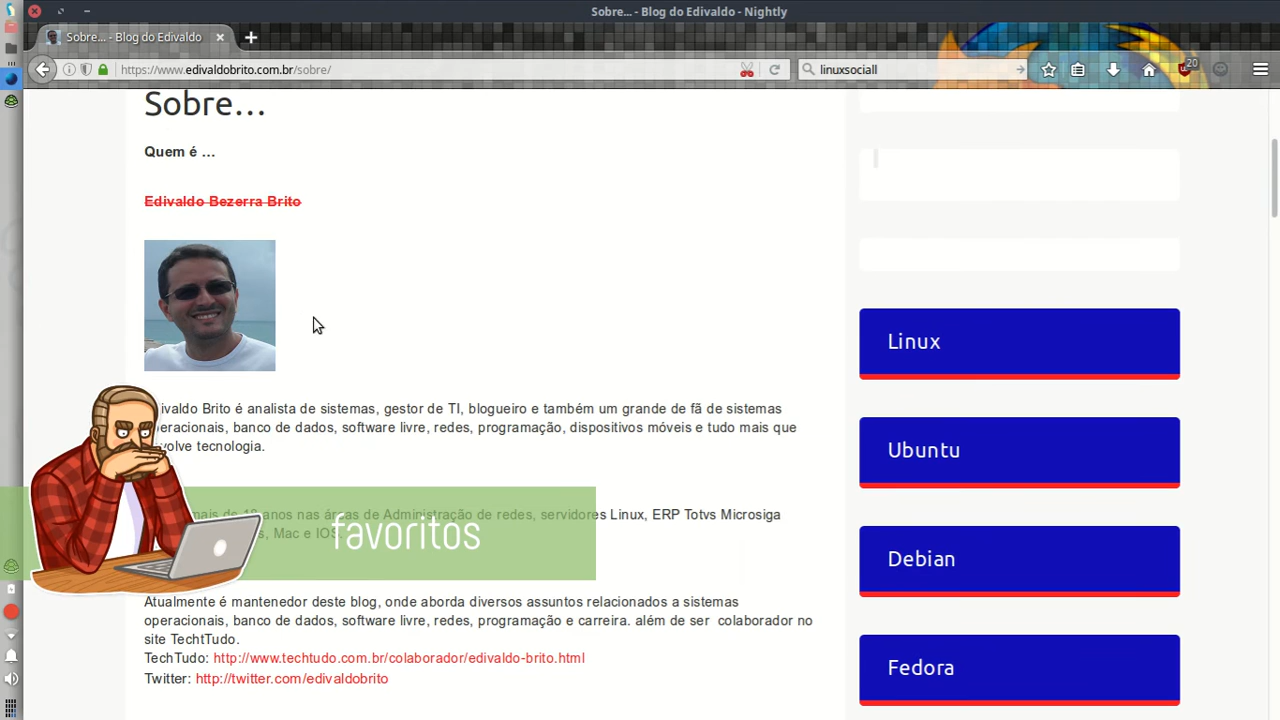 Sobre... - Blog do Edivaldo - Nightly
Sobre... - Blog do Edivaldo
https://www.edivaldobrito.com.br/sobre/
linuxsociall
20
Sobre…
Quem é …
Edivaldo Bezerra Brito
Brito é analista de sistemas, gestor de TI, blogueiro e também um grande de fã de sistemas
operacionais, banco de dados, software livre, redes, programação, dispositivos móveis e tudo mais que
tecnologia.
mais de 18 anos nas áreas de Administração de redes, servidores Linux, ERP Totvs Microsiga
Mac e IOS.
favoritos
Atualmente é mantenedor deste blog, onde aborda diversos assuntos relacionados a sistemas
operacionais, banco de dados, software livre, redes, programação e carreira. além de ser colaborador no
site TechtTudo.
TechTudo: http://www.techtudo.com.br/colaborador/edivaldo-brito.html
Twitter: http://twitter.com/edivaldobrito
Linux
Ubuntu
Debian
Fedora